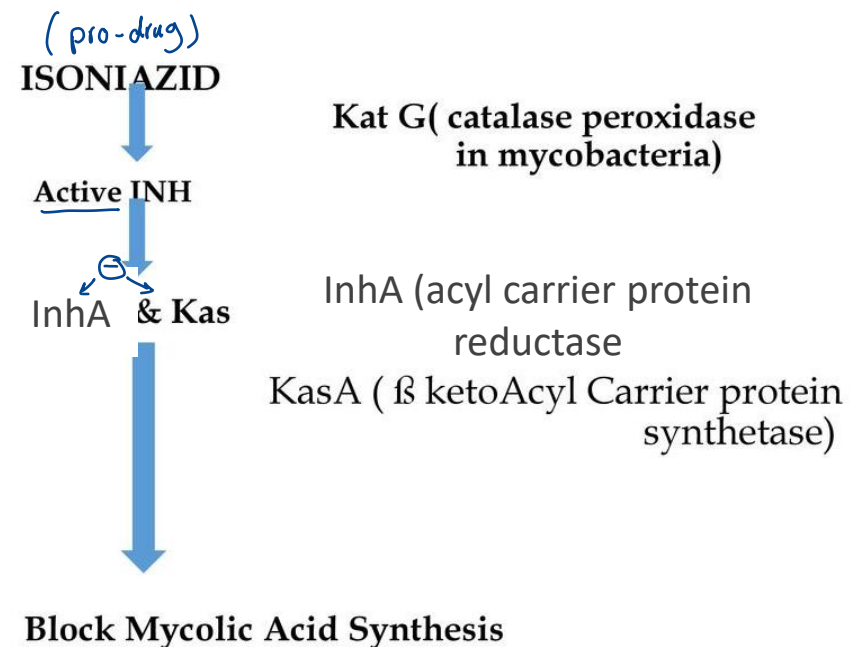 (pro-drug)
ISONIAZID
Kat G( catalase peroxidase
in mycobacteria)
Active INH
⊖
InhA & Kas
InhA (acyl carrier protein
reductase
KasA ( ß ketoAcyl Carrier protein
synthetase)
Block Mycolic Acid Synthesis